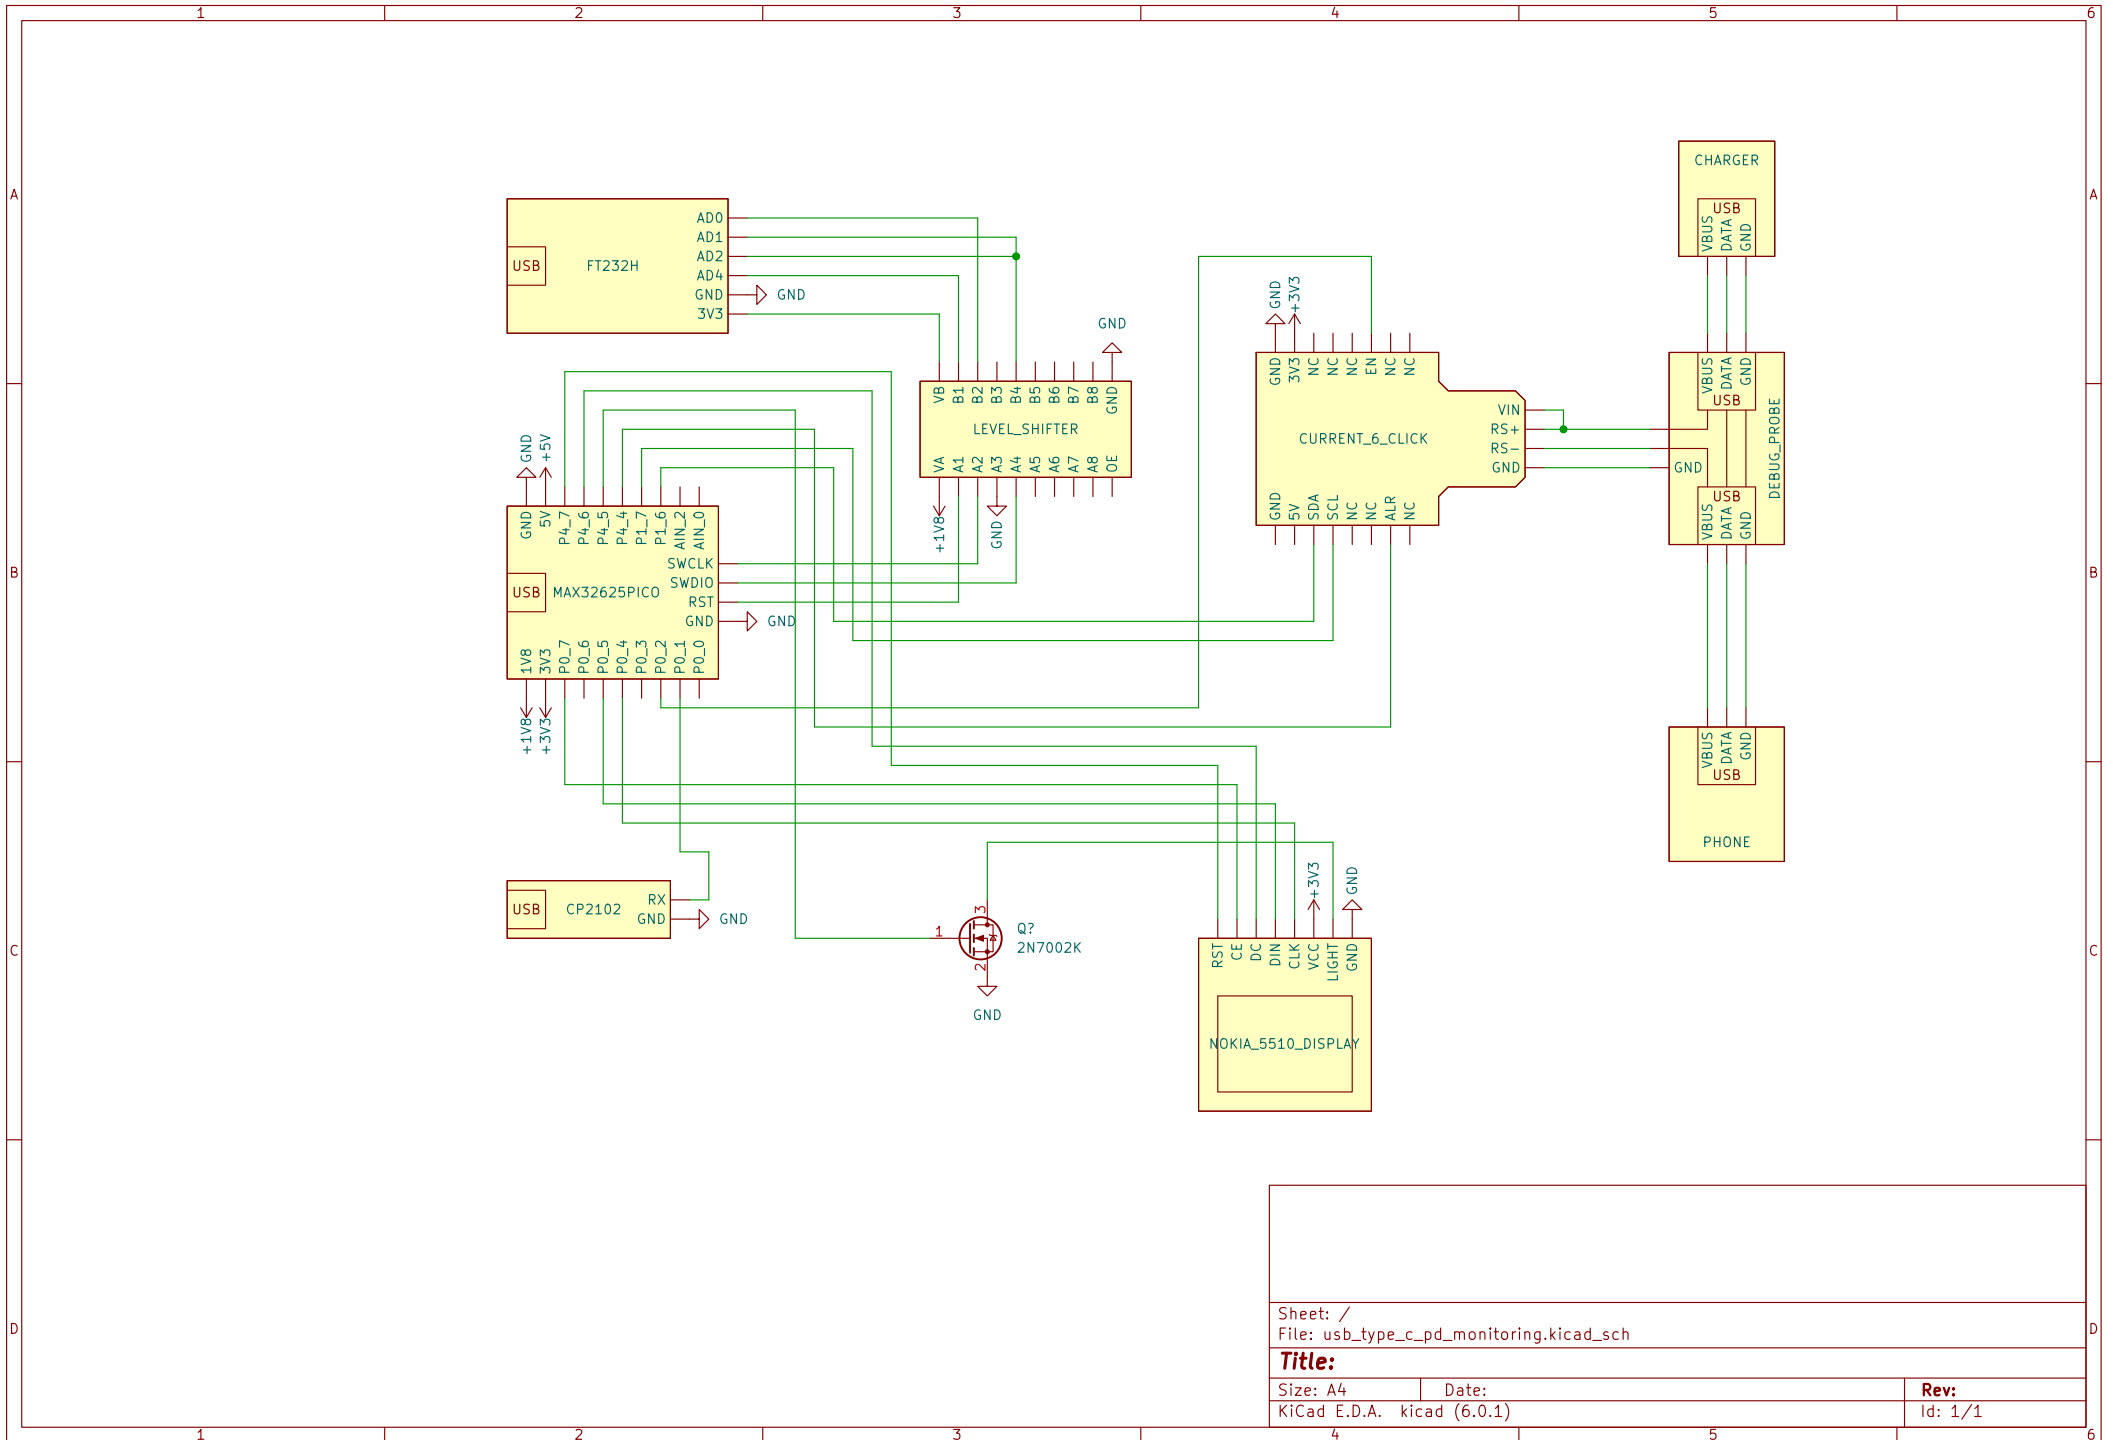 1 2 3 4 5 6
A
B
C
D
A
B
C
D
1 2 3 4 5 6
USB
FT232H
AD0
AD1
AD2
AD4
GND
3V3
GND
GND
VB B1 B2 B3 B4 B5 B6 B7 B8 GND
LEVEL_SHIFTER
VA A1 A2 A3 A4 A5 A6 A7 A8 OE
+1V8
GND
GND
+5V
GND 5V P4_7 P4_6 P4_5 P4_4 P1_7 P1_6 AIN_2 AIN_0
SWCLK
SWDIO
RST
GND
GND
USB
MAX32625PICO
1V8 3V3 P0_7 P0_6 P0_5 P0_4 P0_3 P0_2 P0_1 P0_0
+1V8
+3V3
GND
+3V3
GND 3V3 NC NC NC EN NC NC
CURRENT_6_CLICK
VIN
RS+
RS-
GND
GND 5V SDA SCL NC NC ALR NC
CHARGER
USB
VBUS DATA GND
VBUS DATA GND
USB
GND
DEBUG_PROBE
USB
VBUS DATA GND
VBUS DATA GND
USB
PHONE
USB
CP2102
RX
GND
GND
1
3
2
Q?
2N7002K
GND
+3V3
GND
RST CE DC DIN CLK VCC LIGHT GND
NOKIA_5510_DISPLAY
Sheet: /
File: usb_type_c_pd_monitoring.kicad_sch
Title:
Size: A4 Date: Rev:
KiCad E.D.A. kicad (6.0.1) Id: 1/1